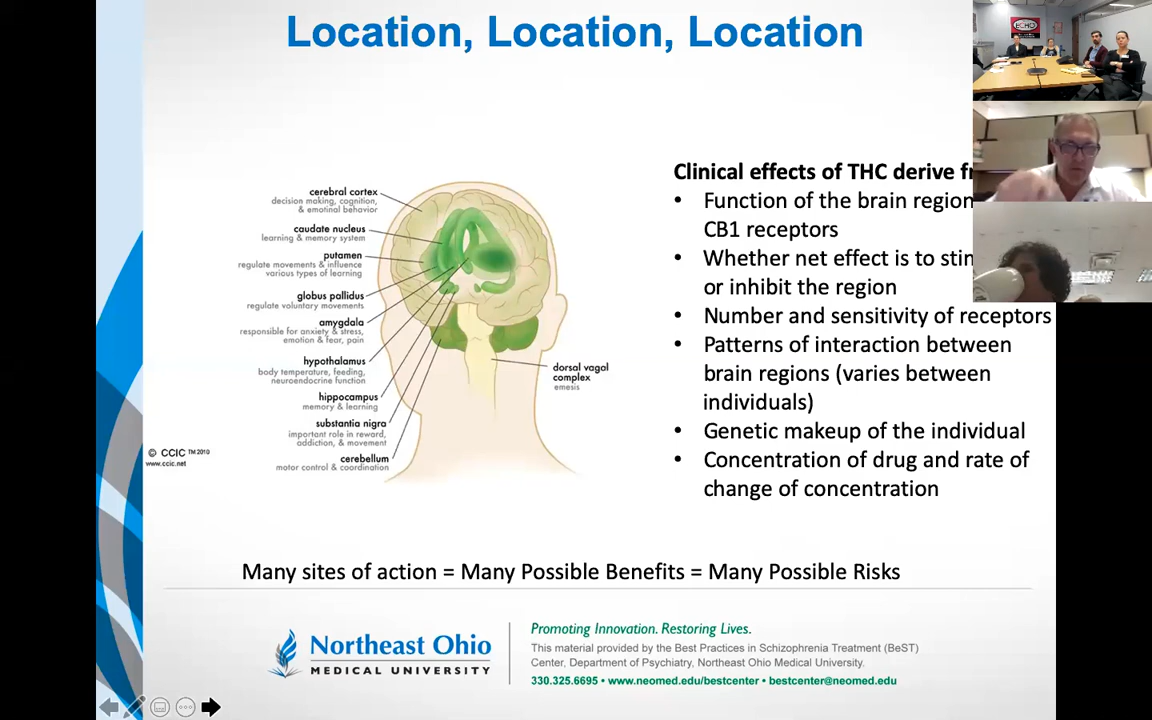 Location, Location, Location
cerebral cortex
decision making, cognition,
& emotinal behavior
caudate nucleus
learning & memory system
putamen
regulate movements & influence
various types of learning
globus pallidus
regulate voluntary movements
amygdala
responsible for anxiety & stress,
emotion & fear, pain
hypothalamus
body temperature, feeding,
neuroendocrine function
hippocampus
memory & learning
substantia nigra
important role in reward,
addiction, & movement
cerebellum
motor control & coordination
dorsal vagal
complex
emesis
© CCIC TM 2010
www.ccic.net
Clinical effects of THC derive
• Function of the brain region
CB1 receptors
• Whether net effect is to
or inhibit the region
• Number and sensitivity of receptors
• Patterns of interaction between
brain regions (varies between
individuals)
• Genetic makeup of the individual
• Concentration of drug and rate of
change of concentration
Many sites of action = Many Possible Benefits = Many Possible Risks
Northeast Ohio
MEDICAL UNIVERSITY
Promoting Innovation. Restoring Lives.
This material provided by the Best Practices in Schizophrenia Treatment (BeST)
Center, Department of Psychiatry, Northeast Ohio Medical University.
330.325.6695 • www.neomed.edu/bestcenter • bestcenter@neomed.edu
ECHO